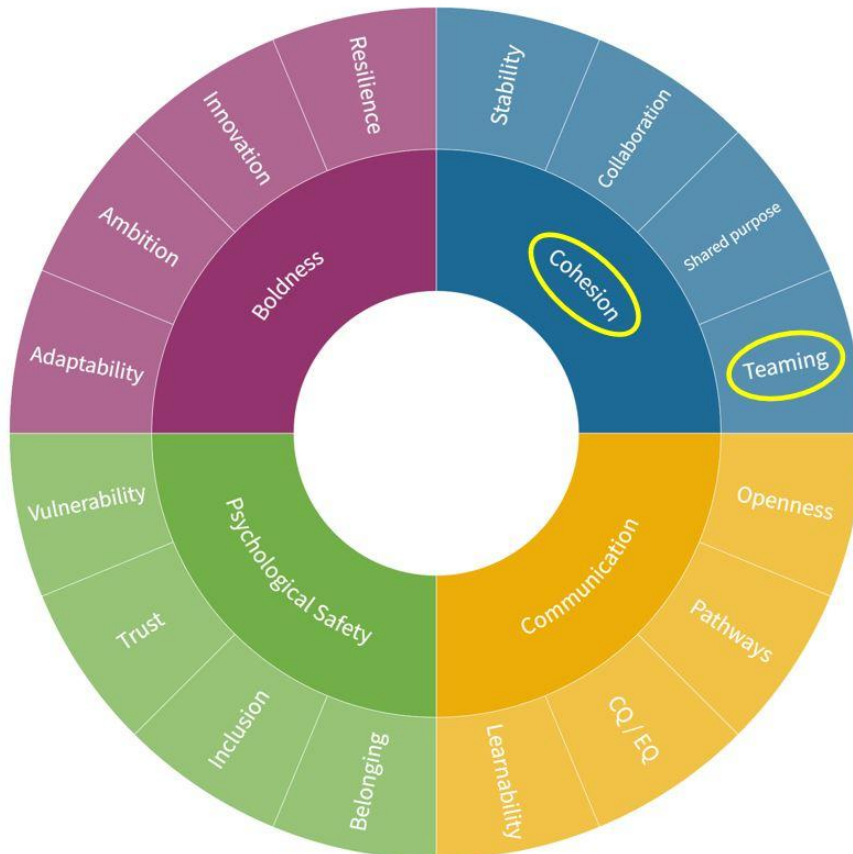 Resilience
Stability
Innovation
Collaboration
Ambition
Shared purpose
Adaptability
Teaming
Boldness
Cohesion
Vulnerability
Openness
Psychological Safety
Communication
Trust
Pathways
Inclusion
CQ / EQ
Belonging
Learnability